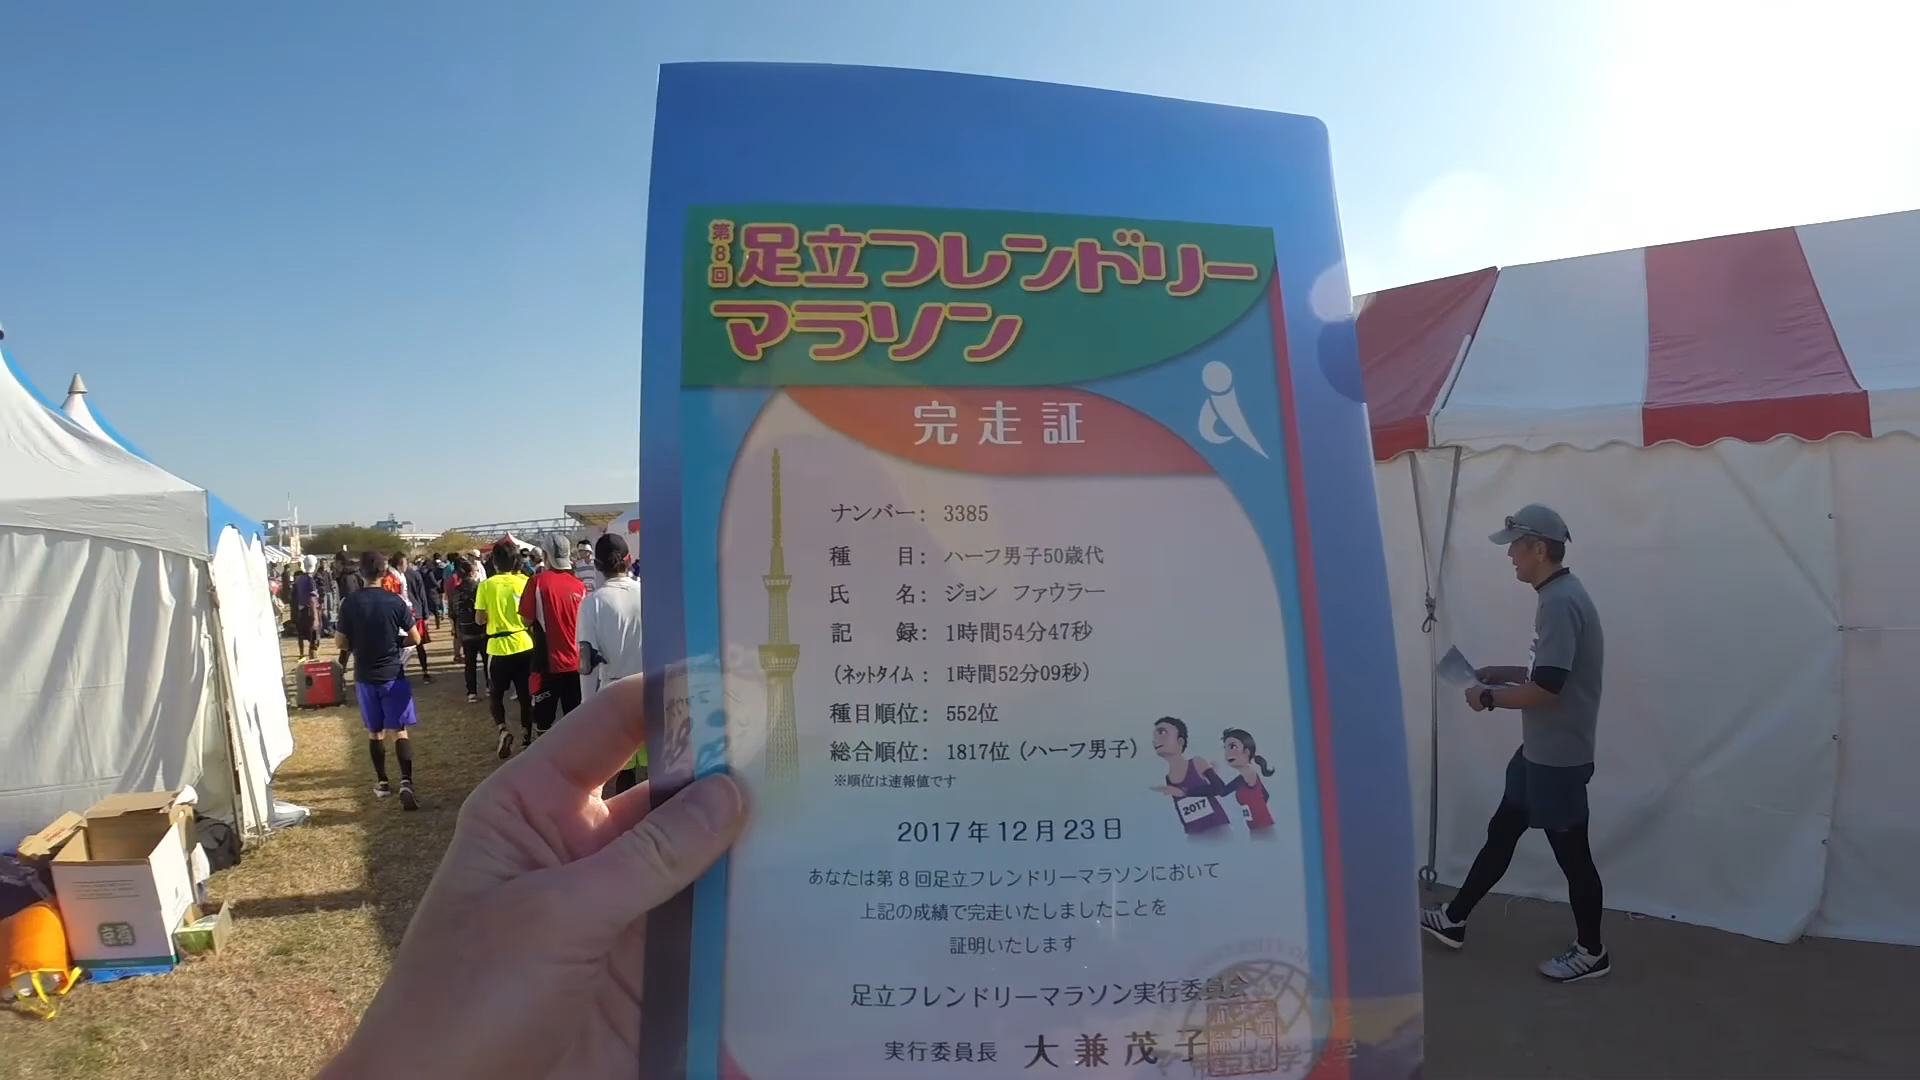 第8回
足立フレンドリー
マラソン
完走証
ナンバー： 3385
種　目： ハーフ男子50歳代
氏　名： ジョン ファウラー
記　録： 1時間54分47秒
（ネットタイム： 1時間52分09秒）
種目順位： 552位
総合順位： 1817位（ハーフ男子）
※順位は速報値です
2017
2017年12月23日
あなたは第8回足立フレンドリーマラソンにおいて
上記の成績で完走いたしましたことを
証明いたします
足立フレンドリーマラソン実行委員会
実行委員長 大兼茂子